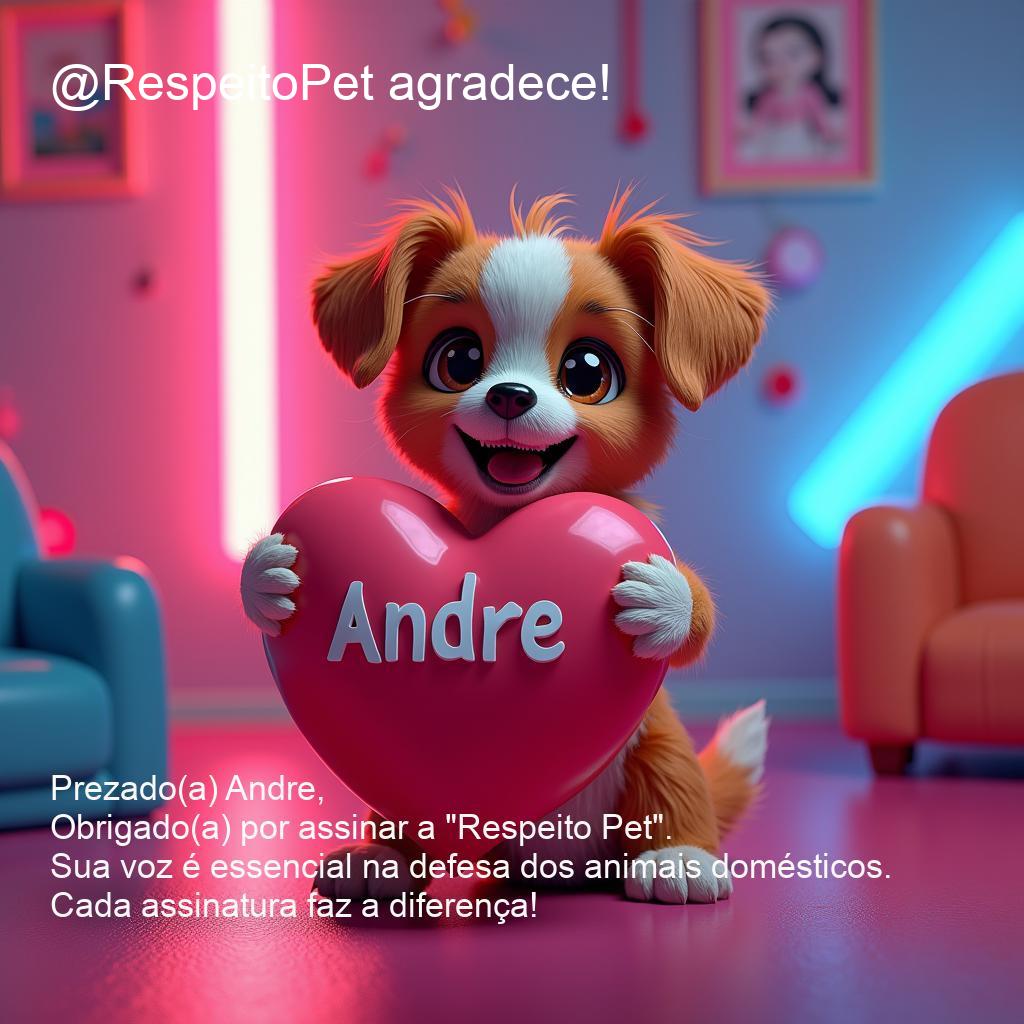 @RespeitoPet agradece!
Andre
Prezado(a) Andre,
Obrigado(a) por assinar a "Respeito Pet".
Sua voz é essencial na defesa dos animais domésticos.
Cada assinatura faz a diferença!